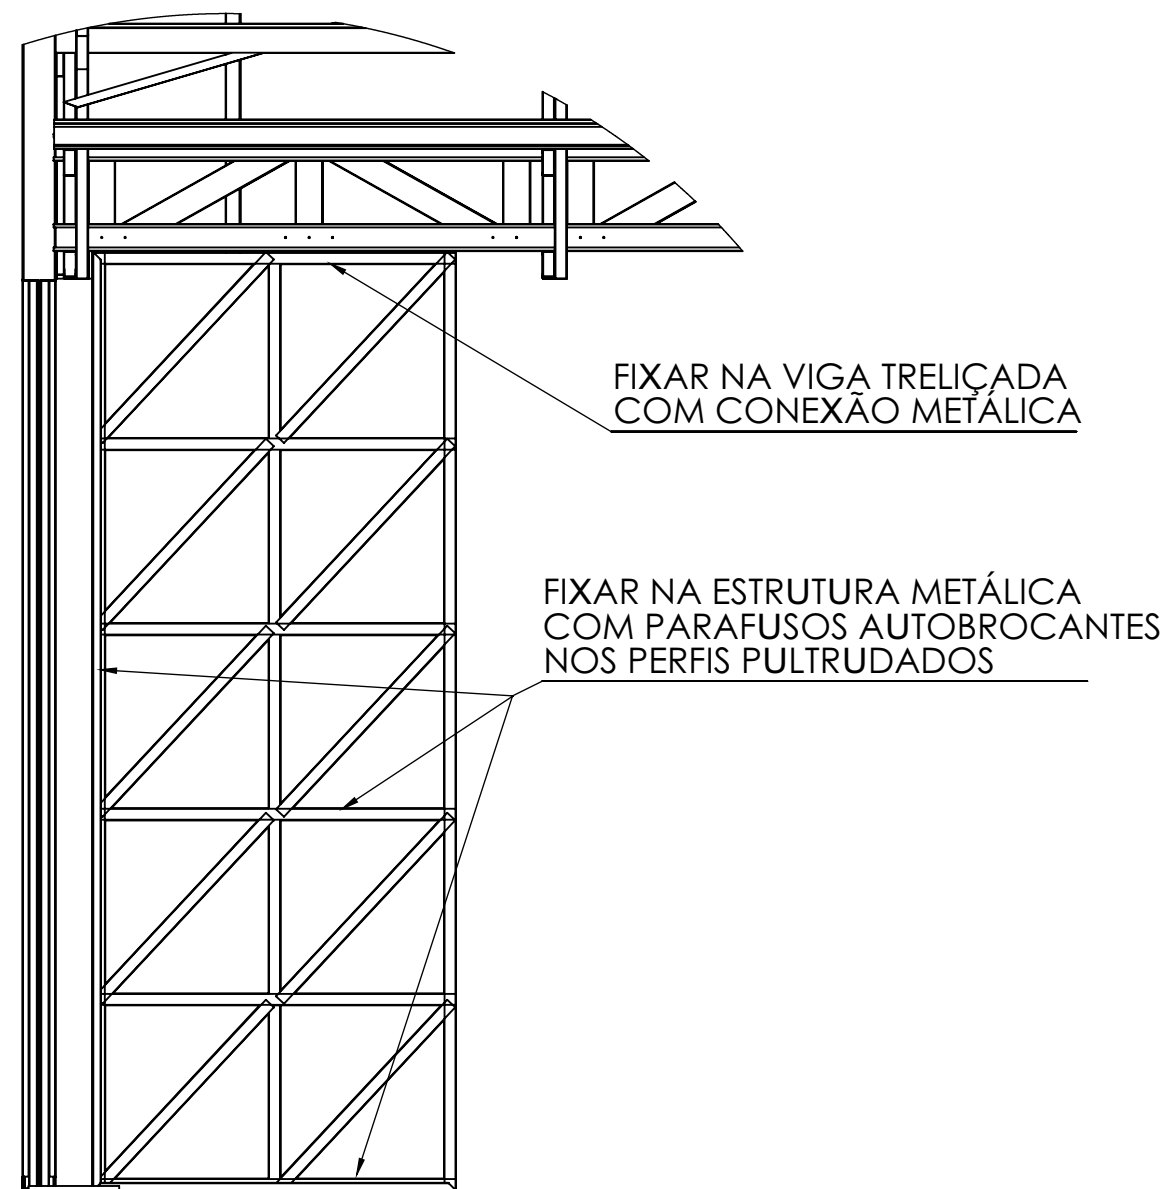 FIXAR NA VIGA TRELIÇADA
COM CONEXÃO METÁLICA
FIXAR NA ESTRUTURA METÁLICA
COM PARAFUSOS AUTOBROCANTES
NOS PERFIS PULTRUDADOS